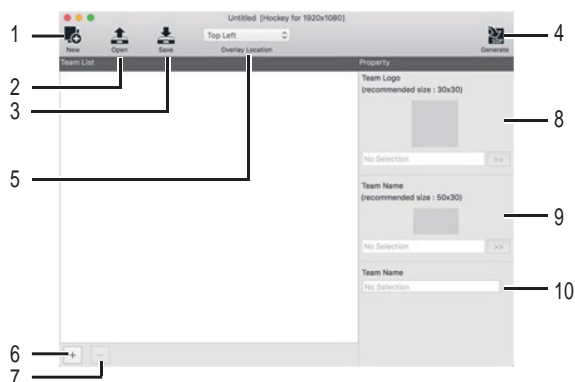 Untitled [Hockey for 1920x1080]
1
4
Top Left
New
Open
Save
Overlay Location
Generate
Team List
Property
2
3
5
Team Logo
(recommended size : 30x30)
8
No Selection
>>
Team Name
(recommended size : 50x30)
9
No Selection
>>
Team Name
No Selection
10
6
+
−
7